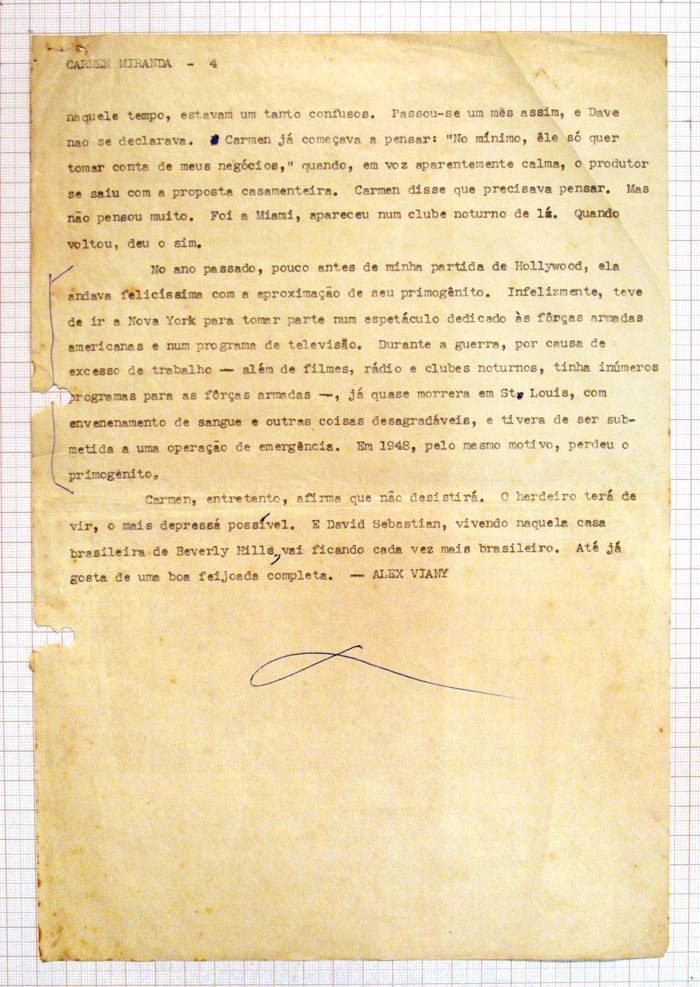 CARMEN MIRANDA - 4
naquele tempo, estavam um tanto confusos. Passou-se um mês assim, e Dave
nao se declarava. Carmen já começava a pensar: "No mínimo, êle só quer
tomar conta de meus negócios," quando, em voz aparentemente calma, o produtor
se saiu com a proposta casamenteira. Carmen disse que precisava pensar. Mas
não pensou muito. Foi a Miami, apareceu num clube noturno de lá. Quando
voltou, deu o sim.
No ano passado, pouco antes de minha partida de Hollywood, ela
andava felicíssima com a aproximação de seu primogênito. Infelizmente, teve
de ir a Nova York para tomar parte num espetáculo dedicado às fôrças armadas
americanas e num programa de televisão. Durante a guerra, por causa de
excesso de trabalho — além de filmes, rádio e clubes noturnos, tinha inúmeros
programas para as fôrças armadas —, já quase morrera em St. Louis, com
envenenamento de sangue e outras coisas desagradáveis, e tivera de ser sub-
metida a uma operação de emergência. Em 1948, pelo mesmo motivo, perdeu o
primogênito.
Carmen, entretanto, afirma que não desistirá. O herdeiro terá de
vir, o mais depressá possível. E David Sebastian, vivendo naquela casa
brasileira de Beverly Hills, vai ficando cada vez mais brasileiro. Até já
gosta de uma boa feijoada completa. — ALEX VIANY